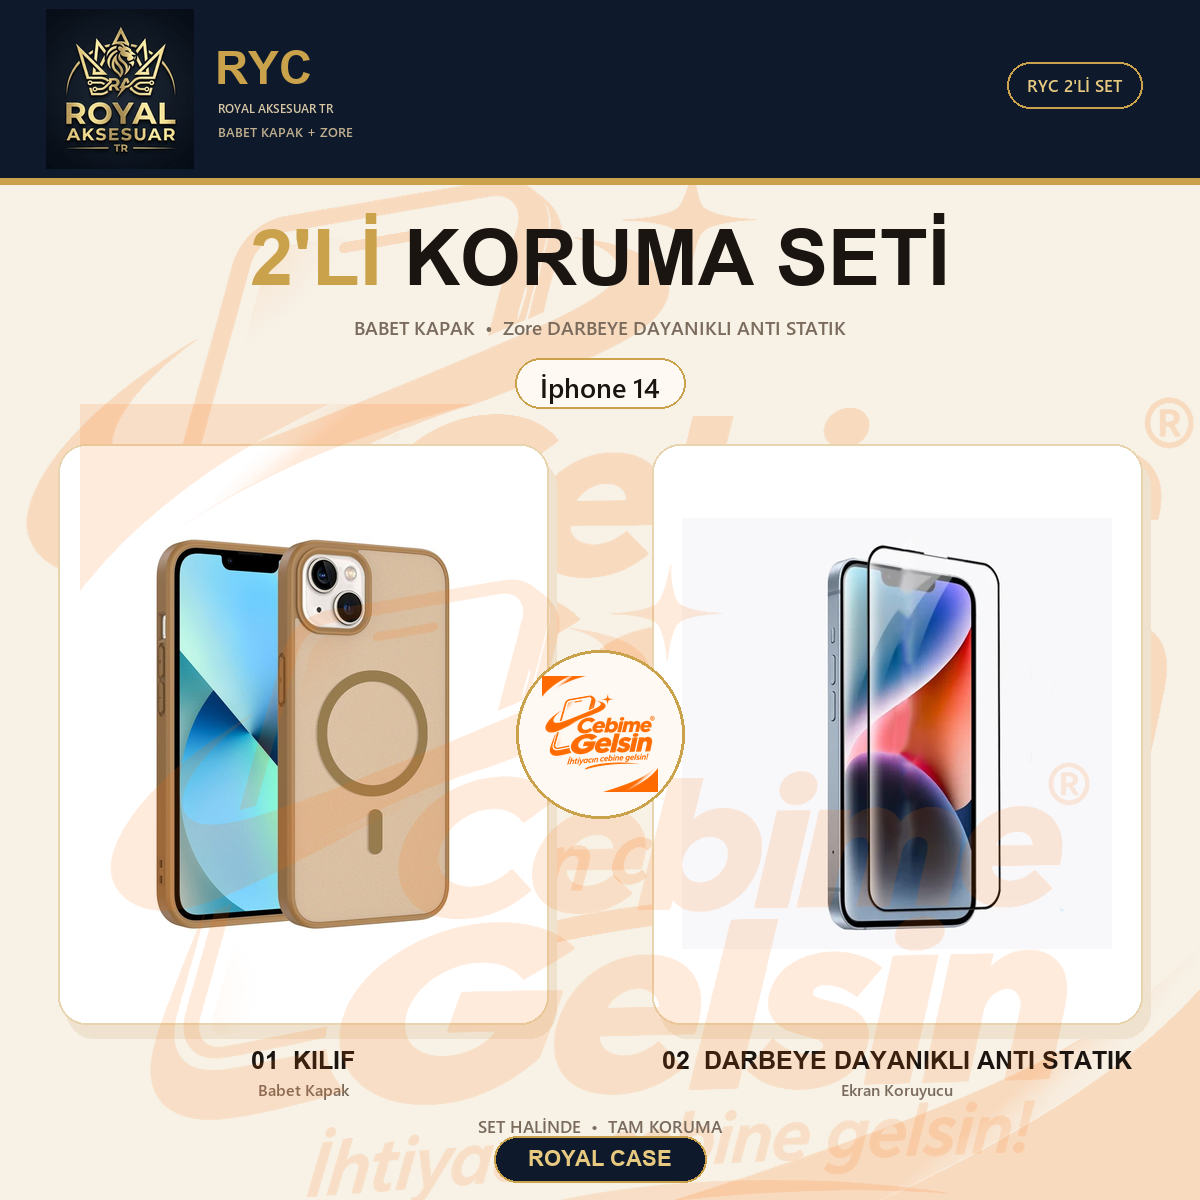 ROYAL
AKSESUAR
TR
RYC
ROYAL AKSESUAR TR
BABET KAPAK + ZORE
RYC 2'Lİ SET
2'Lİ KORUMA SETİ
BABET KAPAK • Zore DARBEYE DAYANIKLI ANTI STATIK
İphone 14
Cebime®
Gelsin
İhtiyacın cebine gelsin!
Cebime®
Gelsin
01 KILIF
Babet Kapak
02 DARBEYE DAYANIKLI ANTI STATIK
Ekran Koruyucu
SET HALİNDE • TAM KORUMA
ROYAL CASE